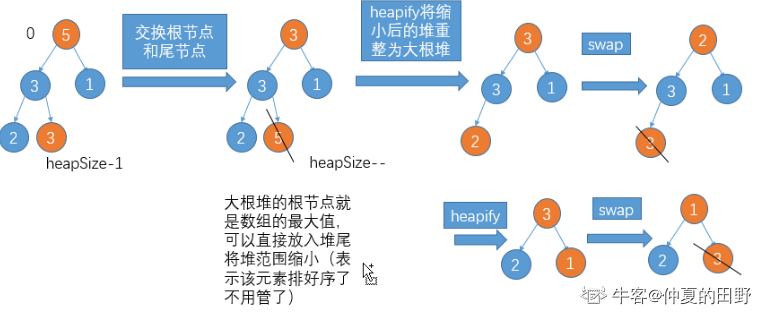 0
5
3
1
2
3
heapSize-1
交换根节点
和尾节点
3
3
1
2
5
heapSize--
heapify将缩
小后的堆重
整为大根堆
3
3
1
2
swap
2
3
1
3
大根堆的根节点就
是数组的最大值，
可以直接放入堆尾
将堆范围缩小（表
示该元素排好序了
不用管了）
heapify
3
2
1
swap
1
2
3
牛客@仲夏的田野